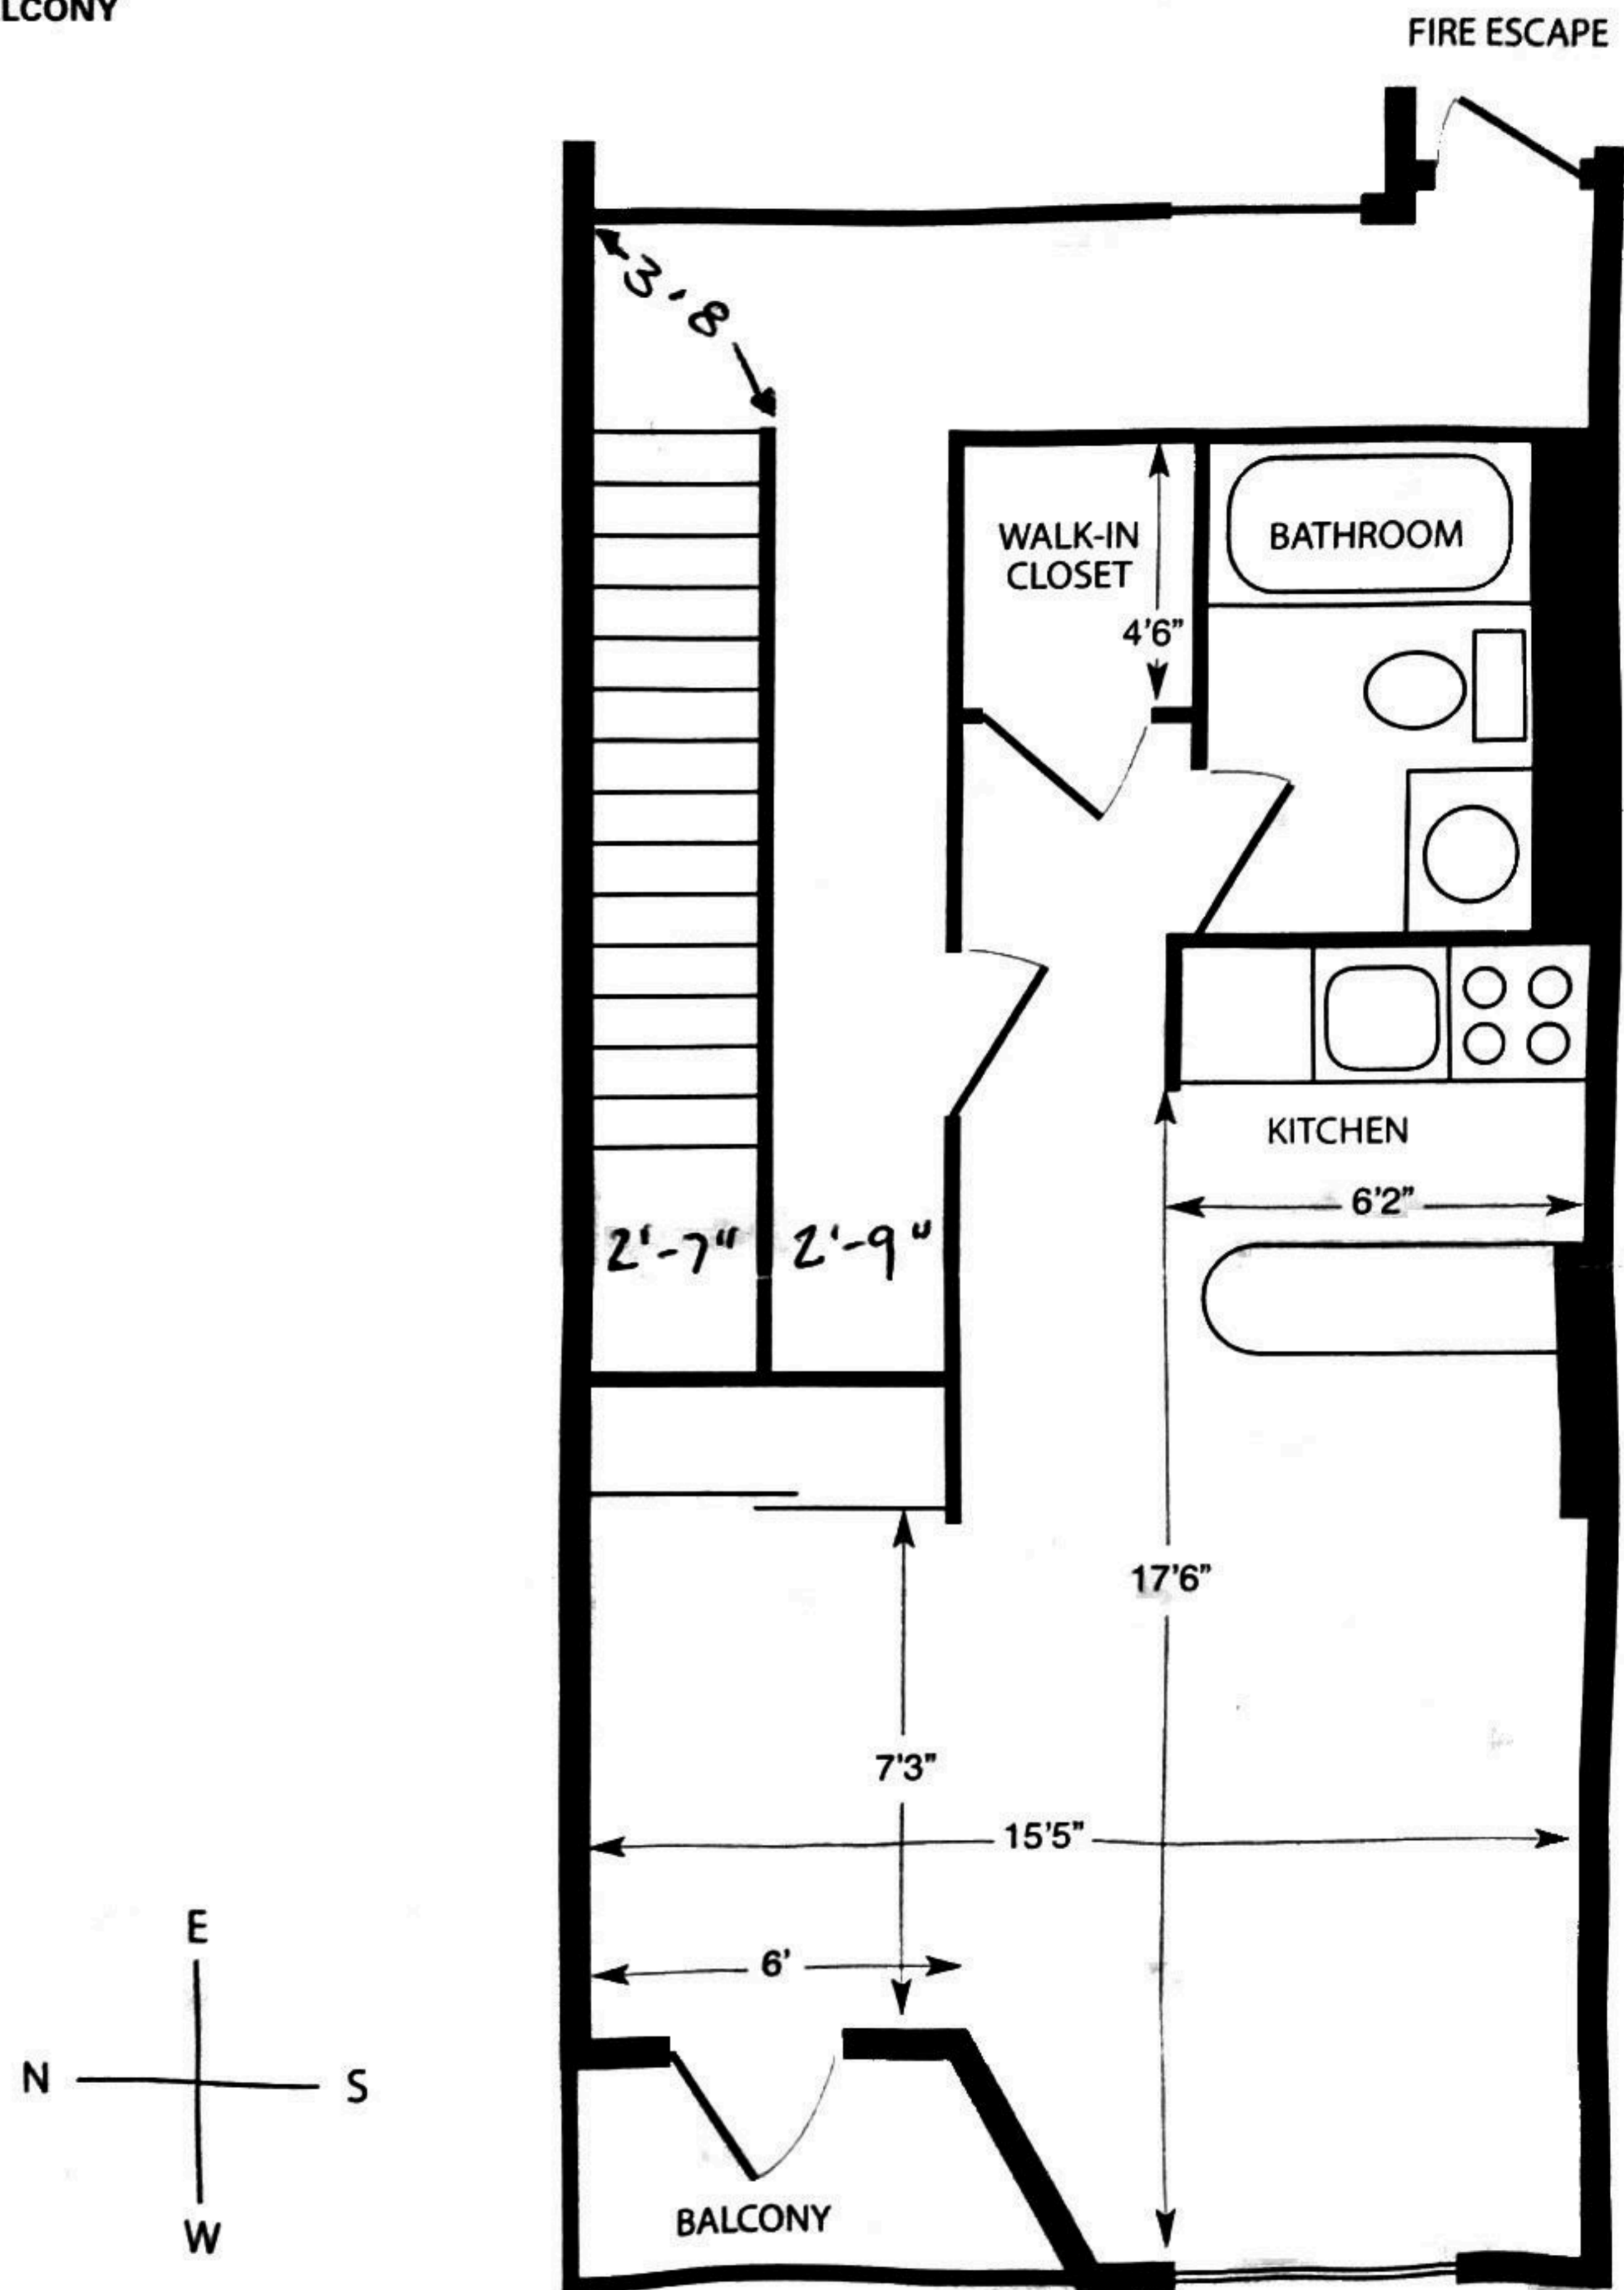 LCONY
FIRE ESCAPE
3'-8
WALK-IN
CLOSET
BATHROOM
4'6”
KITCHEN
6'2”
2'-7" 2'-9"
17'6”
7'3”
15'5”
6'
E
N S
W
BALCONY